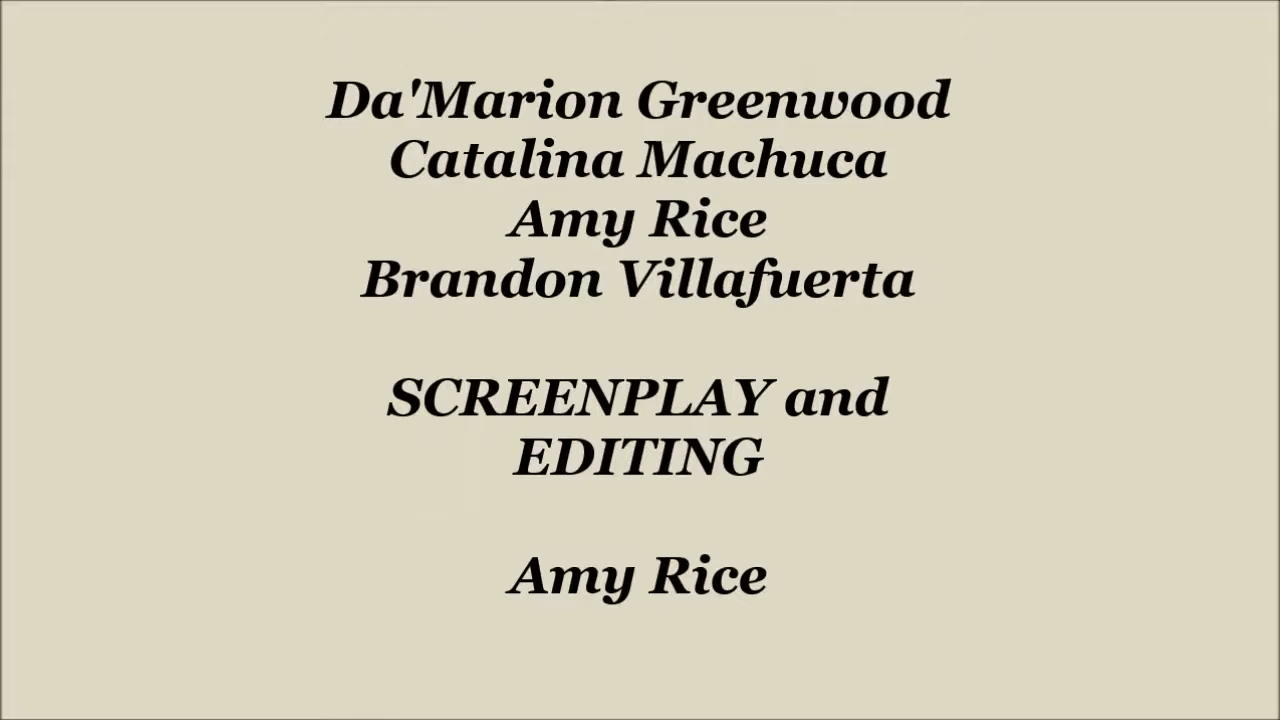 Da'Marion Greenwood
Catalina Machuca
Amy Rice
Brandon Villafuerta
SCREENPLAY and
EDITING
Amy Rice